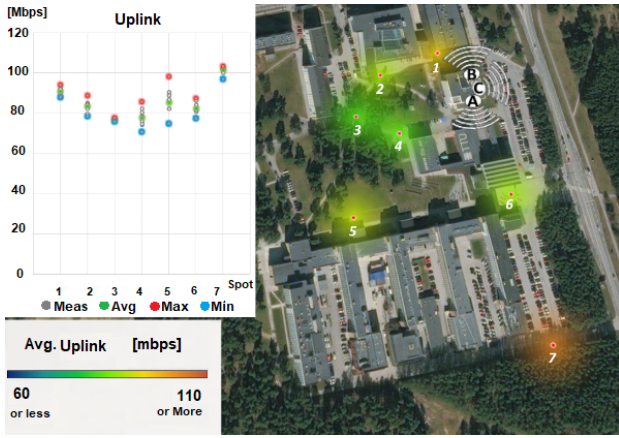 [Mbps]
Uplink
120
100
80
60
40
20
0
1 2 3 4 5 6 7 Spot
Meas Avg Max Min
Avg. Uplink [mbps]
60 110
or less or More
1
B
2
C
A
3
4
6
5
7